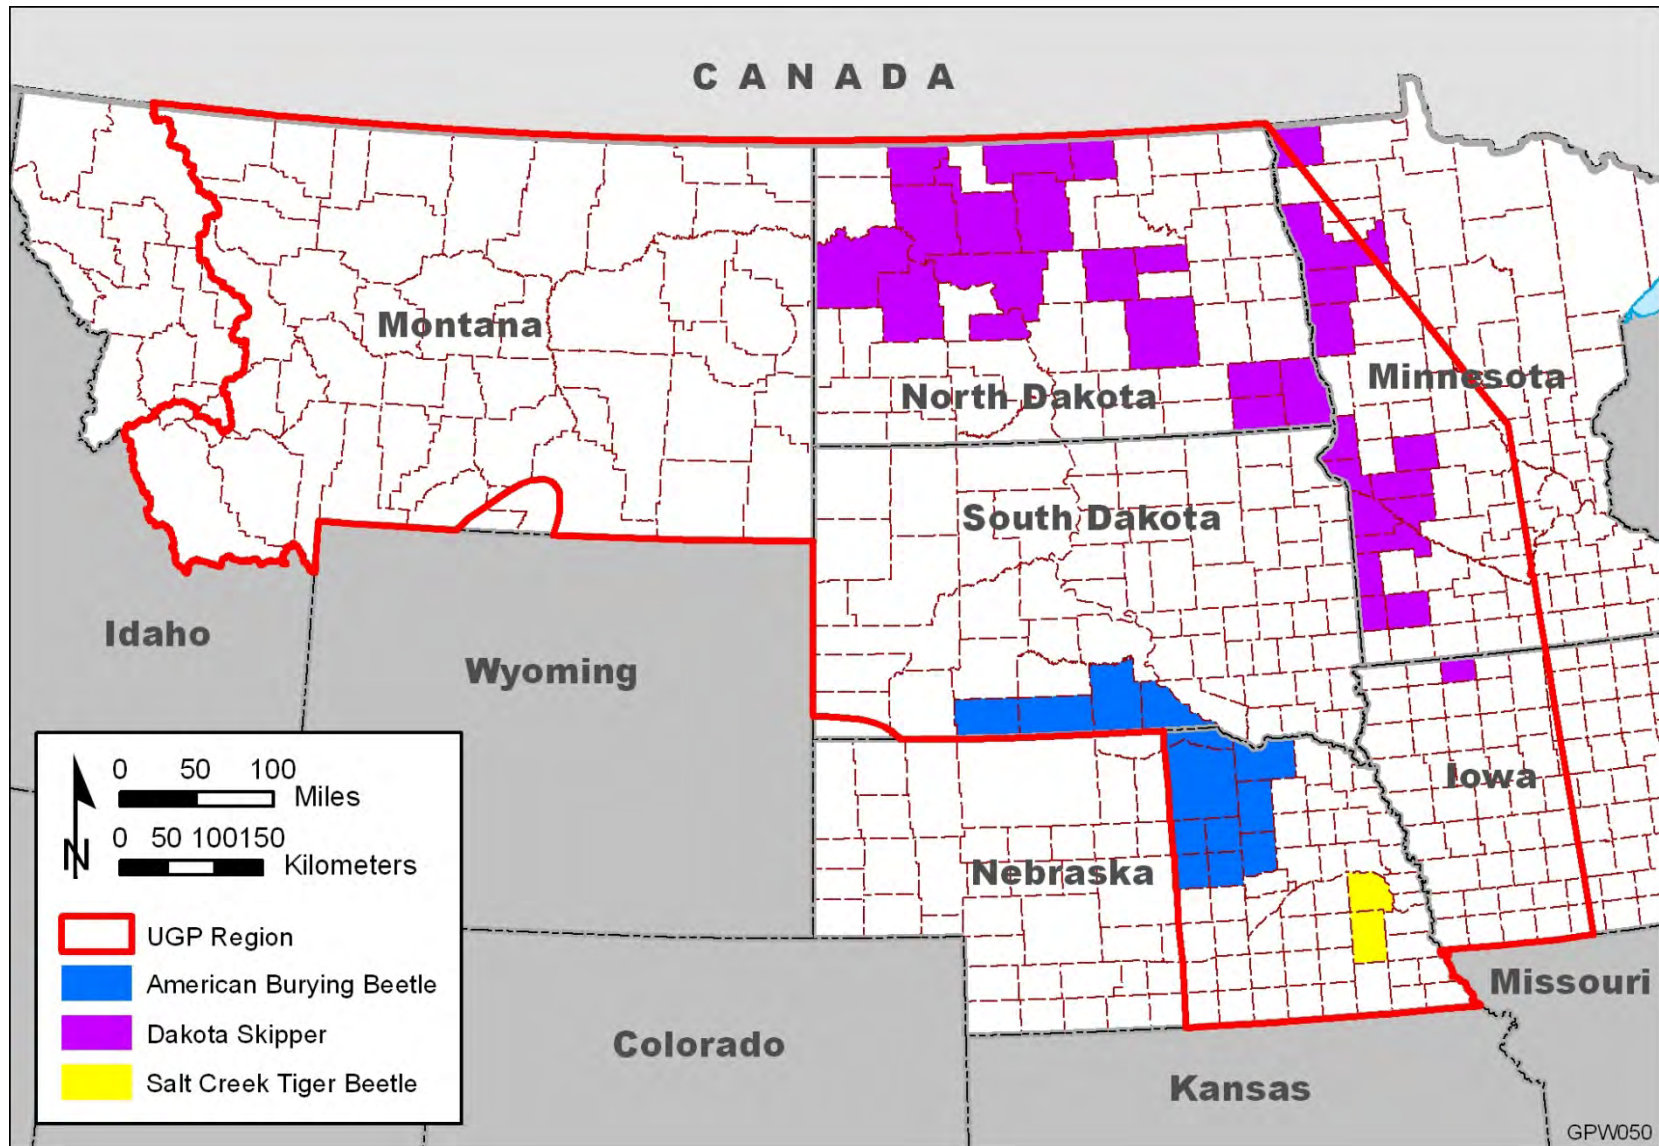 CANADA
Montana
North Dakota
Minnesota
South Dakota
Idaho
Wyoming
Iowa
Nebraska
Missouri
Colorado
Kansas
0 50 100
Miles
0 50 100 150
Kilometers
N
UGP Region
American Burying Beetle
Dakota Skipper
Salt Creek Tiger Beetle
GPW050